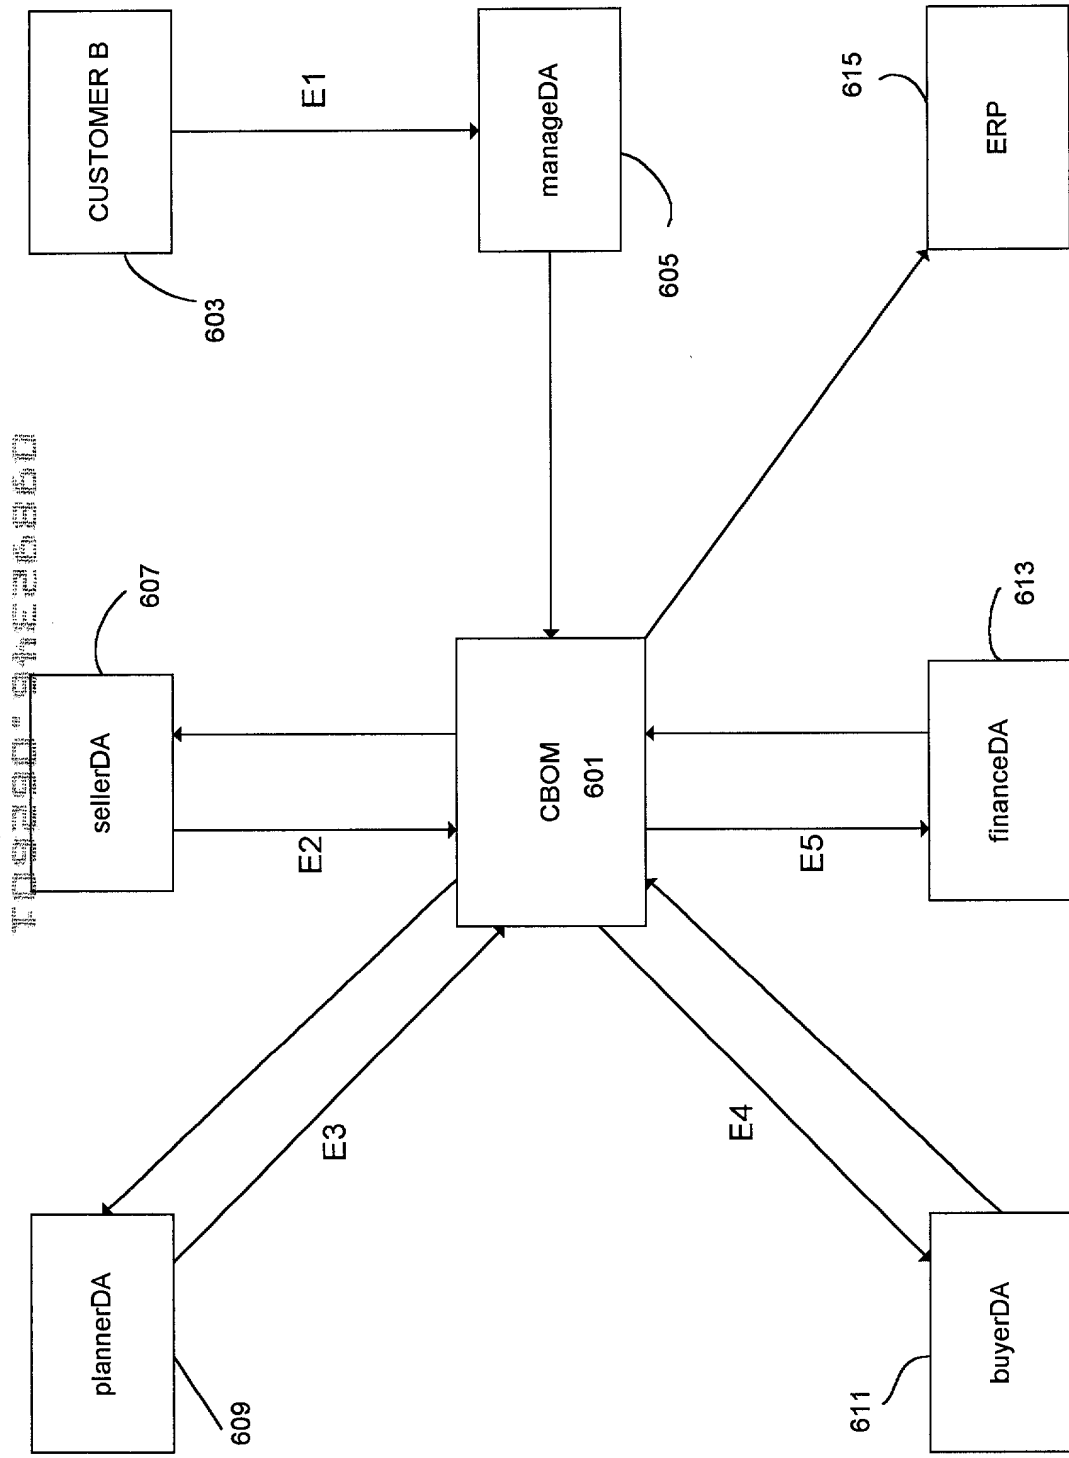 plannerDA
sellerDA
CUSTOMER B
607
603
609
E2
E1
E3
CBOM
manageDA
601
605
E4
E5
611
615
buyerDA
financeDA
613
ERP